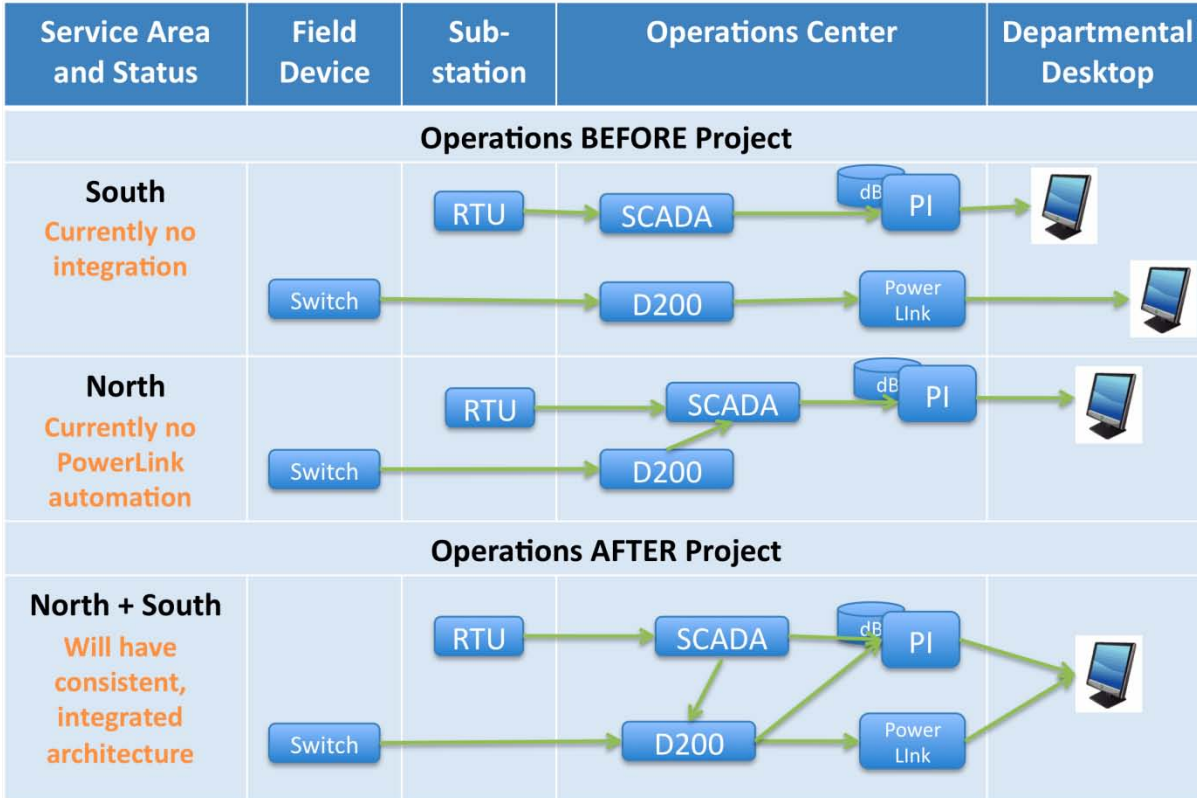 Service Area
and Status
Field
Device
Sub-
station
Operations Center
Departmental
Desktop
Operations BEFORE Project
South
Currently no
integration
RTU
SCADA
dB
PI
Switch
D200
Power
LInk
North
Currently no
PowerLink
automation
RTU
SCADA
dB
PI
Switch
D200
Operations AFTER Project
North + South
Will have
consistent,
integrated
architecture
RTU
SCADA
dB
PI
Switch
D200
Power
LInk